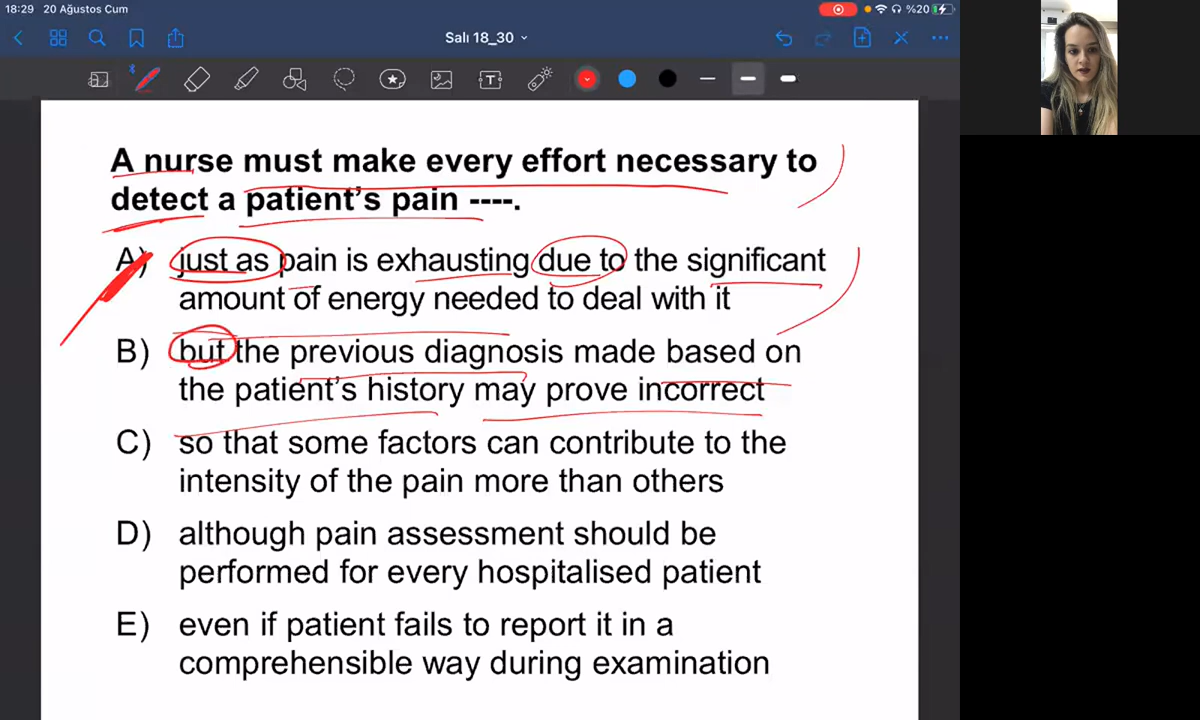 18:29 20 Ağustos Cum
%20
Salı 18_30
A nurse must make every effort necessary to
detect a patient's pain ----.
A) just as pain is exhausting due to the significant
amount of energy needed to deal with it
B) but the previous diagnosis made based on
the patient's history may prove incorrect
C) so that some factors can contribute to the
intensity of the pain more than others
D) although pain assessment should be
performed for every hospitalised patient
E) even if patient fails to report it in a
comprehensible way during examination